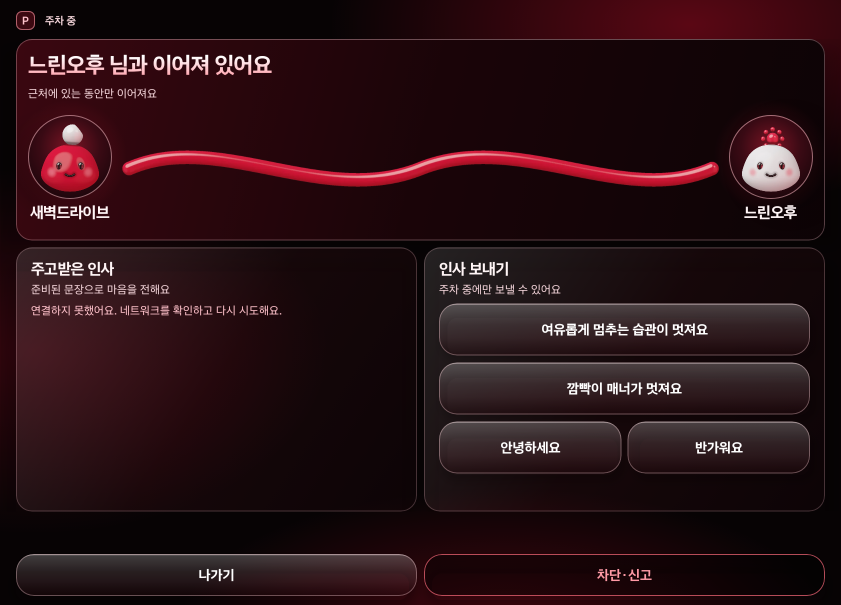 P 주차 중
느린오후 님과 이어져 있어요
근처에 있는 동안만 이어져요
새벽드라이브
느린오후
주고받은 인사
준비된 문장으로 마음을 전해요
연결하지 못했어요. 네트워크를 확인하고 다시 시도해요.
인사 보내기
주차 중에만 보낼 수 있어요
여유롭게 멈추는 습관이 멋져요
깜빡이 매너가 멋져요
안녕하세요
반가워요
나가기
차단·신고